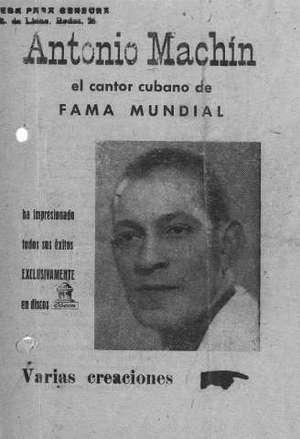 PARA CENSURA
Antonio Machín
el cantor cubano de
FAMA MUNDIAL
ha impresionado
todos sus éxitos
EXCLUSIVAMENTE
en discos
Varias creaciones